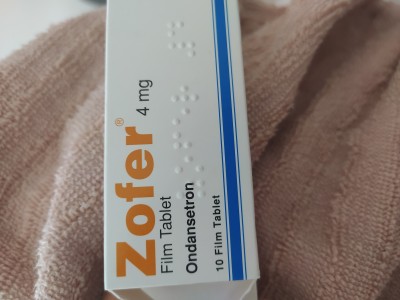 Zofer® 4 mg
Film Tablet
Ondansetron
10 Film Tablet